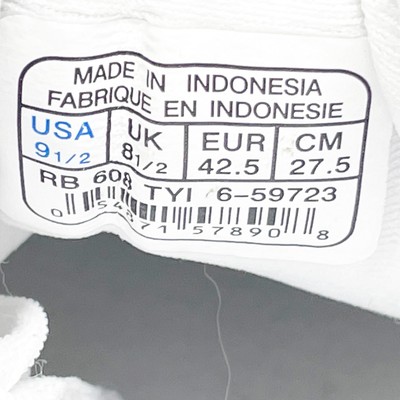 MADE IN INDONESIA
FABRIQUE EN INDONESIE
USA UK EUR CM
9 1/2 8 1/2 42.5 27.5
RB 608 TYI 6-59723
0 54871 57890 8